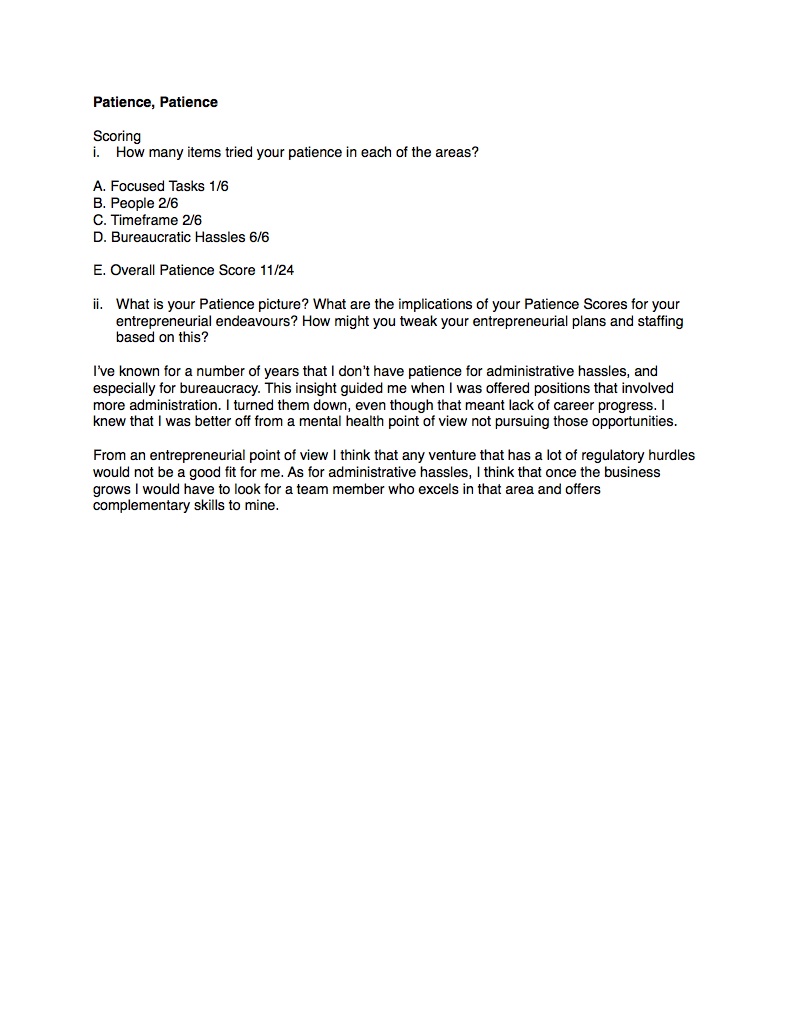 Patience, Patience
Scoring
i. How many items tried your patience in each of the areas?
A. Focused Tasks 1/6
B. People 2/6
C. Timeframe 2/6
D. Bureaucratic Hassles 6/6
E. Overall Patience Score 11/24
ii. What is your Patience picture? What are the implications of your Patience Scores for your
entrepreneurial endeavours? How might you tweak your entrepreneurial plans and staffing
based on this?
I’ve known for a number of years that I don’t have patience for administrative hassles, and
especially for bureaucracy. This insight guided me when I was offered positions that involved
more administration. I turned them down, even though that meant lack of career progress. I
knew that I was better off from a mental health point of view not pursuing those opportunities.
From an entrepreneurial point of view I think that any venture that has a lot of regulatory hurdles
would not be a good fit for me. As for administrative hassles, I think that once the business
grows I would have to look for a team member who excels in that area and offers
complementary skills to mine.